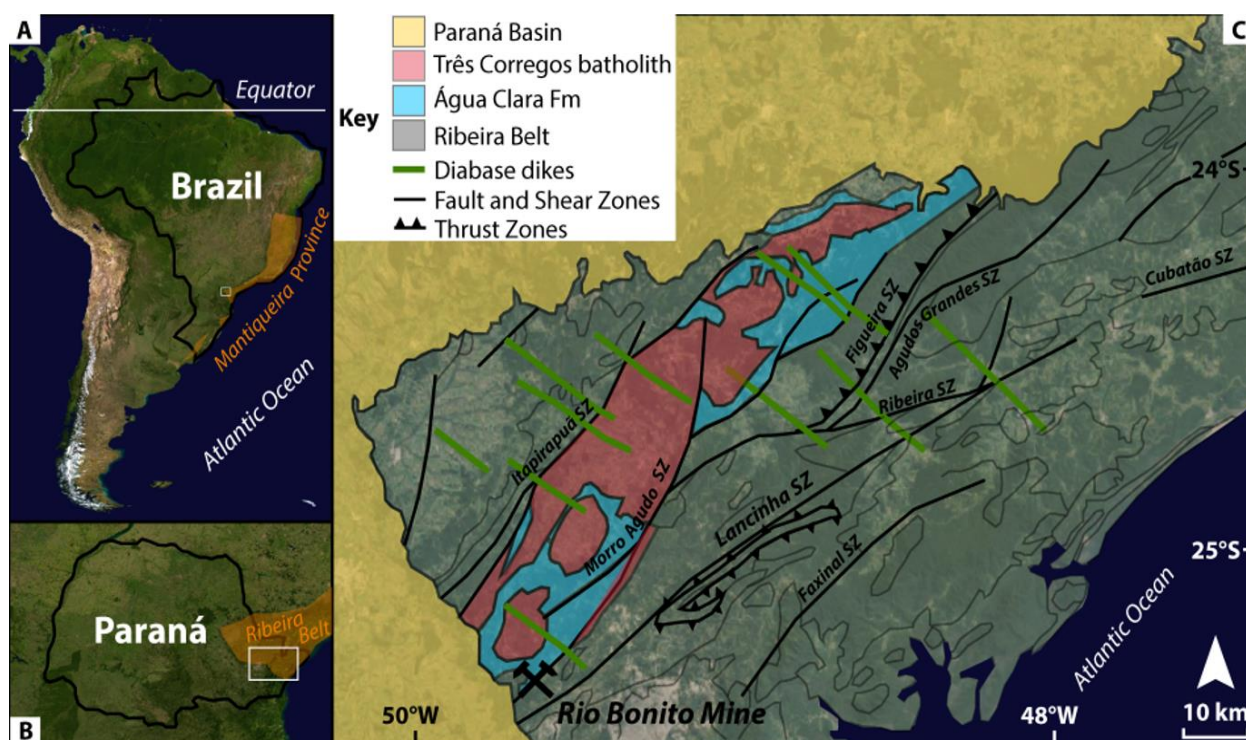 A
Equator
Brazil
Mantiqueira Province
Atlantic Ocean
Paraná
Ribeira
Belt
B
Key
Paraná Basin
Três Corregos batholith
Água Clara Fm
Ribeira Belt
Diabase dikes
Fault and Shear Zones
Thrust Zones
C
24°S
Cubatão SZ
Figueira SZ
Agudos Grandes SZ
Ribeira SZ
Itapirapuã SZ
Morro Agudo SZ
Lancinha SZ
Faxinal SZ
25°S
Atlantic Ocean
Rio Bonito Mine
50°W
48°W
10 km